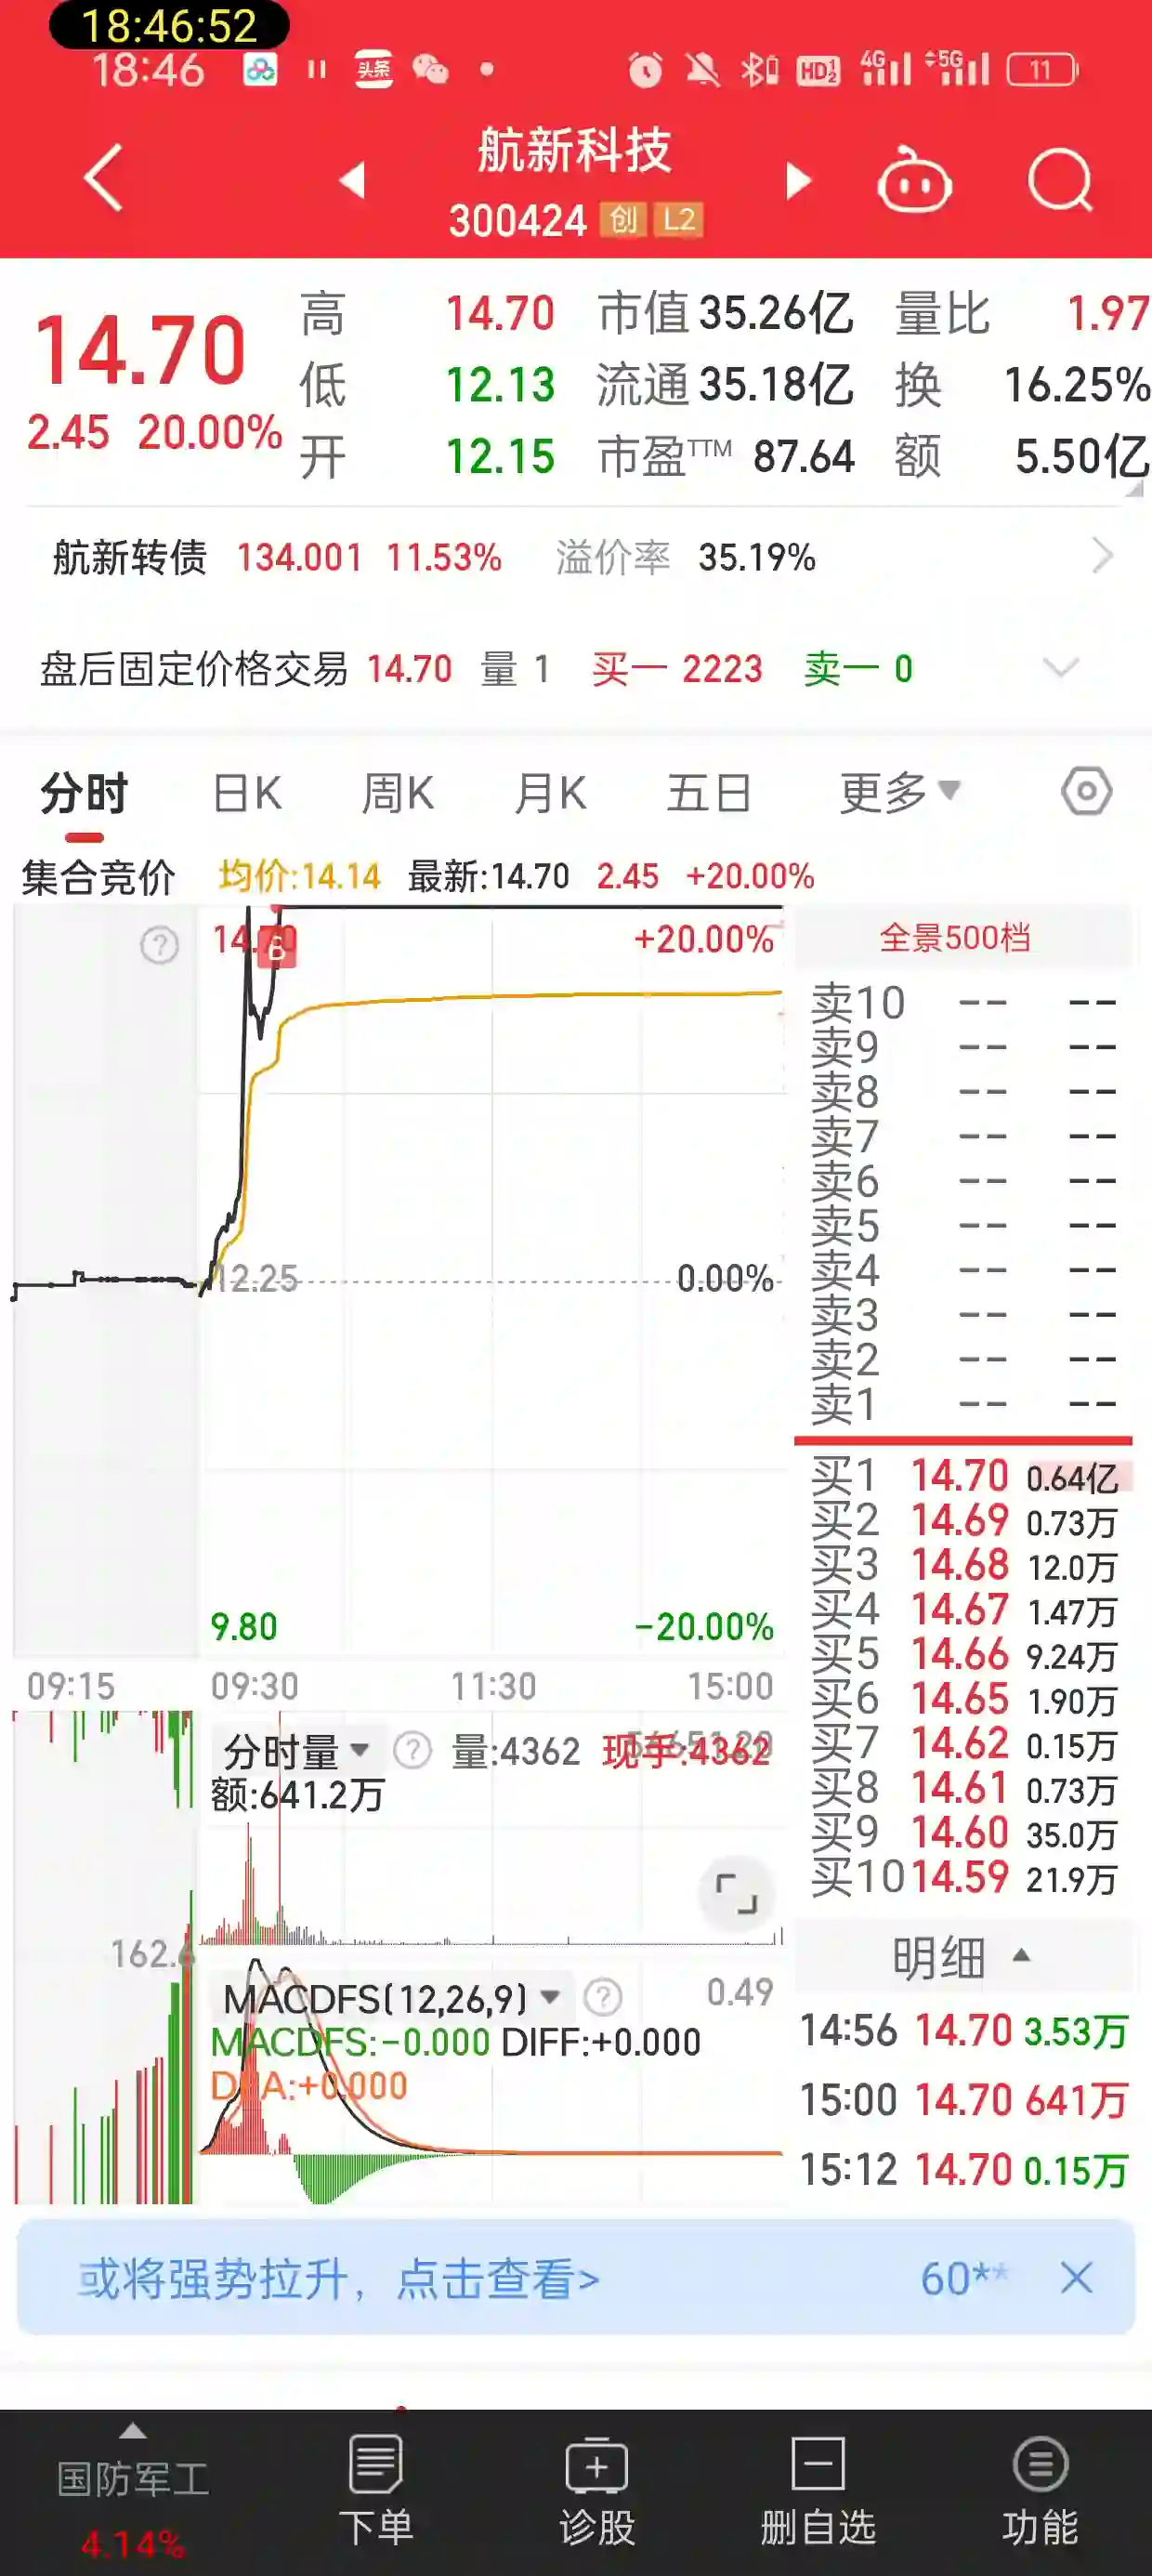 18:46:52
18:46 头条 HD 1 2 4G 5G 11
航新科技
300424 创 L2
14.70
2.45 20.00%
高 14.70 市值 35.26亿 量比 1.97
低 12.13 流通 35.18亿 换 16.25%
开 12.15 市盈TTM 87.64 额 5.50亿
航新转债 134.001 11.53% 溢价率 35.19%
盘后固定价格交易 14.70 量 1 买一 2223 卖一 0
分时 日K 周K 月K 五日 更多
集合竞价 均价:14.14 最新:14.70 2.45 +20.00%
B +20.00%
12.25 0.00%
9.80 -20.00%
09:15 09:30 11:30 15:00
全景500档
卖10 -- --
卖9 -- --
卖8 -- --
卖7 -- --
卖6 -- --
卖5 -- --
卖4 -- --
卖3 -- --
卖2 -- --
卖1 -- --
买1 14.70 0.64亿
买2 14.69 0.73万
买3 14.68 12.0万
买4 14.67 1.47万
买5 14.66 9.24万
买6 14.65 1.90万
买7 14.62 0.15万
买8 14.61 0.73万
买9 14.60 35.0万
买10 14.59 21.9万
分时量 ? 量:4362 现手:4362
额:641.2万
MACDFS(12,26,9) ? 0.49
MACDFS:-0.000 DIFF:+0.000
明细
14:56 14.70 3.53万
15:00 14.70 641万
15:12 14.70 0.15万
或将强势拉升，点击查看> 60**
国防军工
4.14%
下单
诊股
删自选
功能